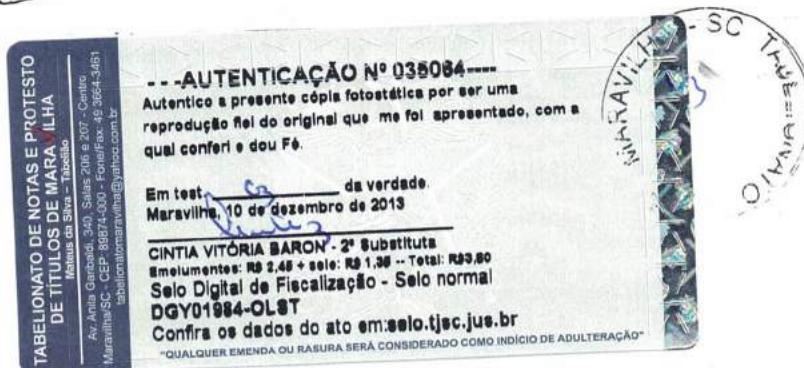 TABELIONATO DE NOTAS E PROTESTO
DE TÍTULOS DE MARAVILHA
Mateus da Silva - Tabelião
Av. Anita Garibaldi, 340, Salas 206 e 207 - Centro
Maravilha/SC - CEP: 89874-000 - Fone/Fax: 49 3664-3461
tabelionatomaravilha@yahoo.com.br
---AUTENTICAÇÃO Nº 035064----
Autentico a presente cópia fotostática por ser uma
reprodução fiel do original que me foi apresentado, com a
qual conferi e dou Fé.
Em test. da verdade.
Maravilha, 10 de dezembro de 2013
CINTIA VITÓRIA BARON - 2ª Substituta
Emolumentos: R$ 2,45 + selo: R$ 1,35 -- Total: R$3,80
Selo Digital de Fiscalização - Selo normal
DGY01984-OLST
Confira os dados do ato em:selo.tjsc.jus.br
"QUALQUER EMENDA OU RASURA SERÁ CONSIDERADO COMO INDÍCIO DE ADULTERAÇÃO"
MARAVILHA - SC